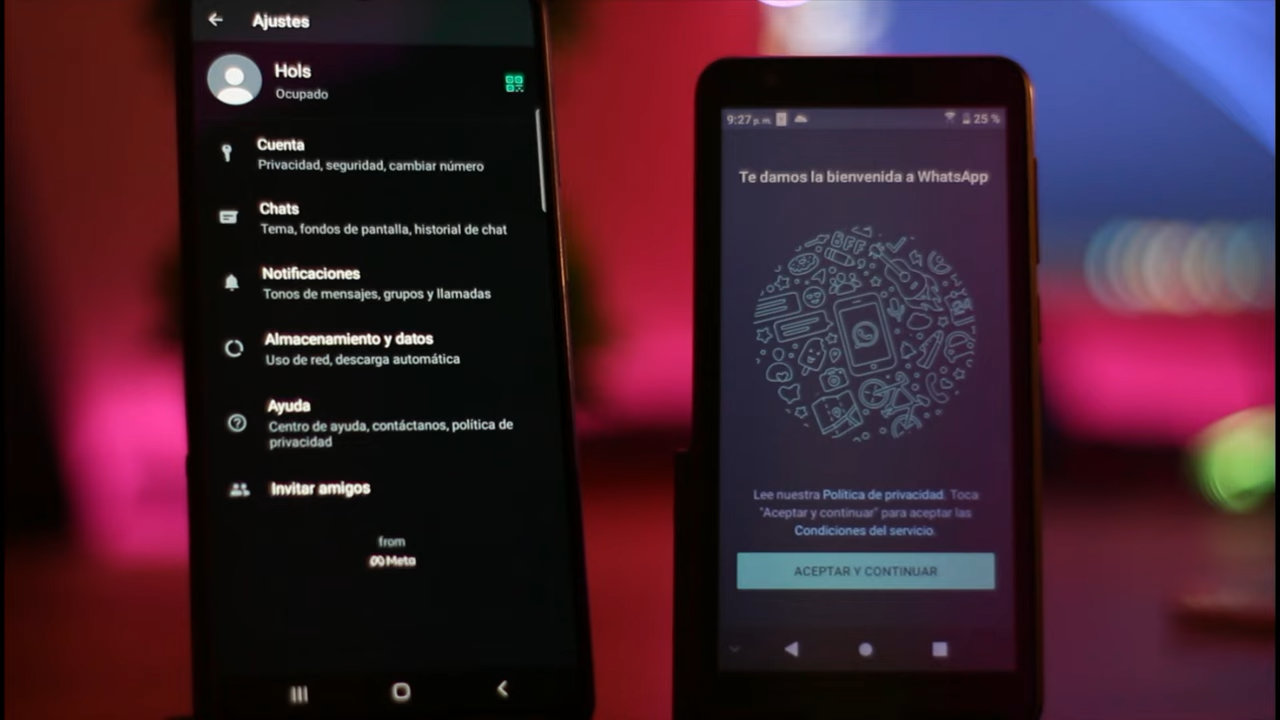 Ajustes
Hols
Ocupado
Cuenta
Privacidad, seguridad, cambiar número
Chats
Tema, fondos de pantalla, historial de chat
Notificaciones
Tonos de mensajes, grupos y llamadas
Almacenamiento y datos
Uso de red, descarga automática
Ayuda
Centro de ayuda, contáctanos, política de
privacidad
Invitar amigos
from
Meta
9:27 p. m.
25 %
Te damos la bienvenida a WhatsApp
BFF
Lee nuestra Política de privacidad. Toca
"Aceptar y continuar" para aceptar las
Condiciones del servicio.
ACEPTAR Y CONTINUAR